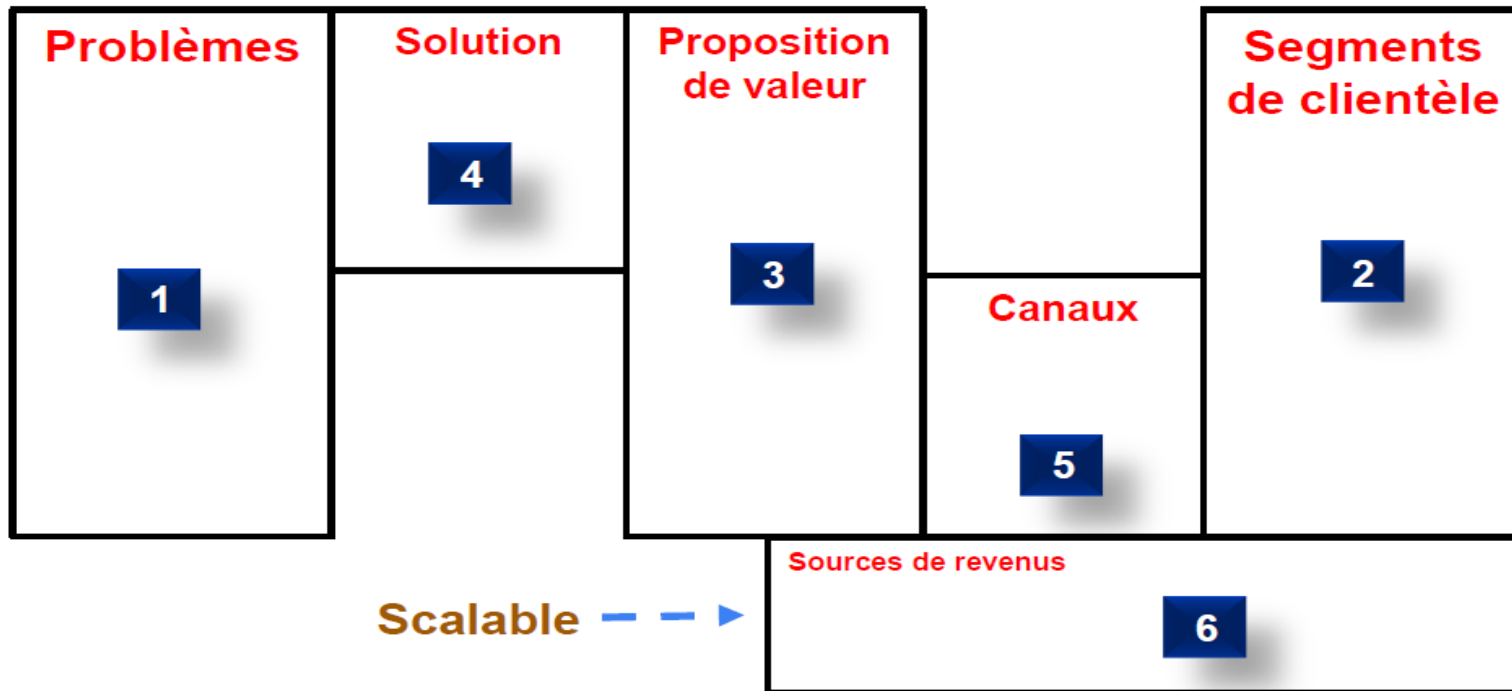 Problèmes
1
Solution
4
Proposition
de valeur
3
Canaux
5
Segments
de clientèle
2
Scalable
Sources de revenus
6